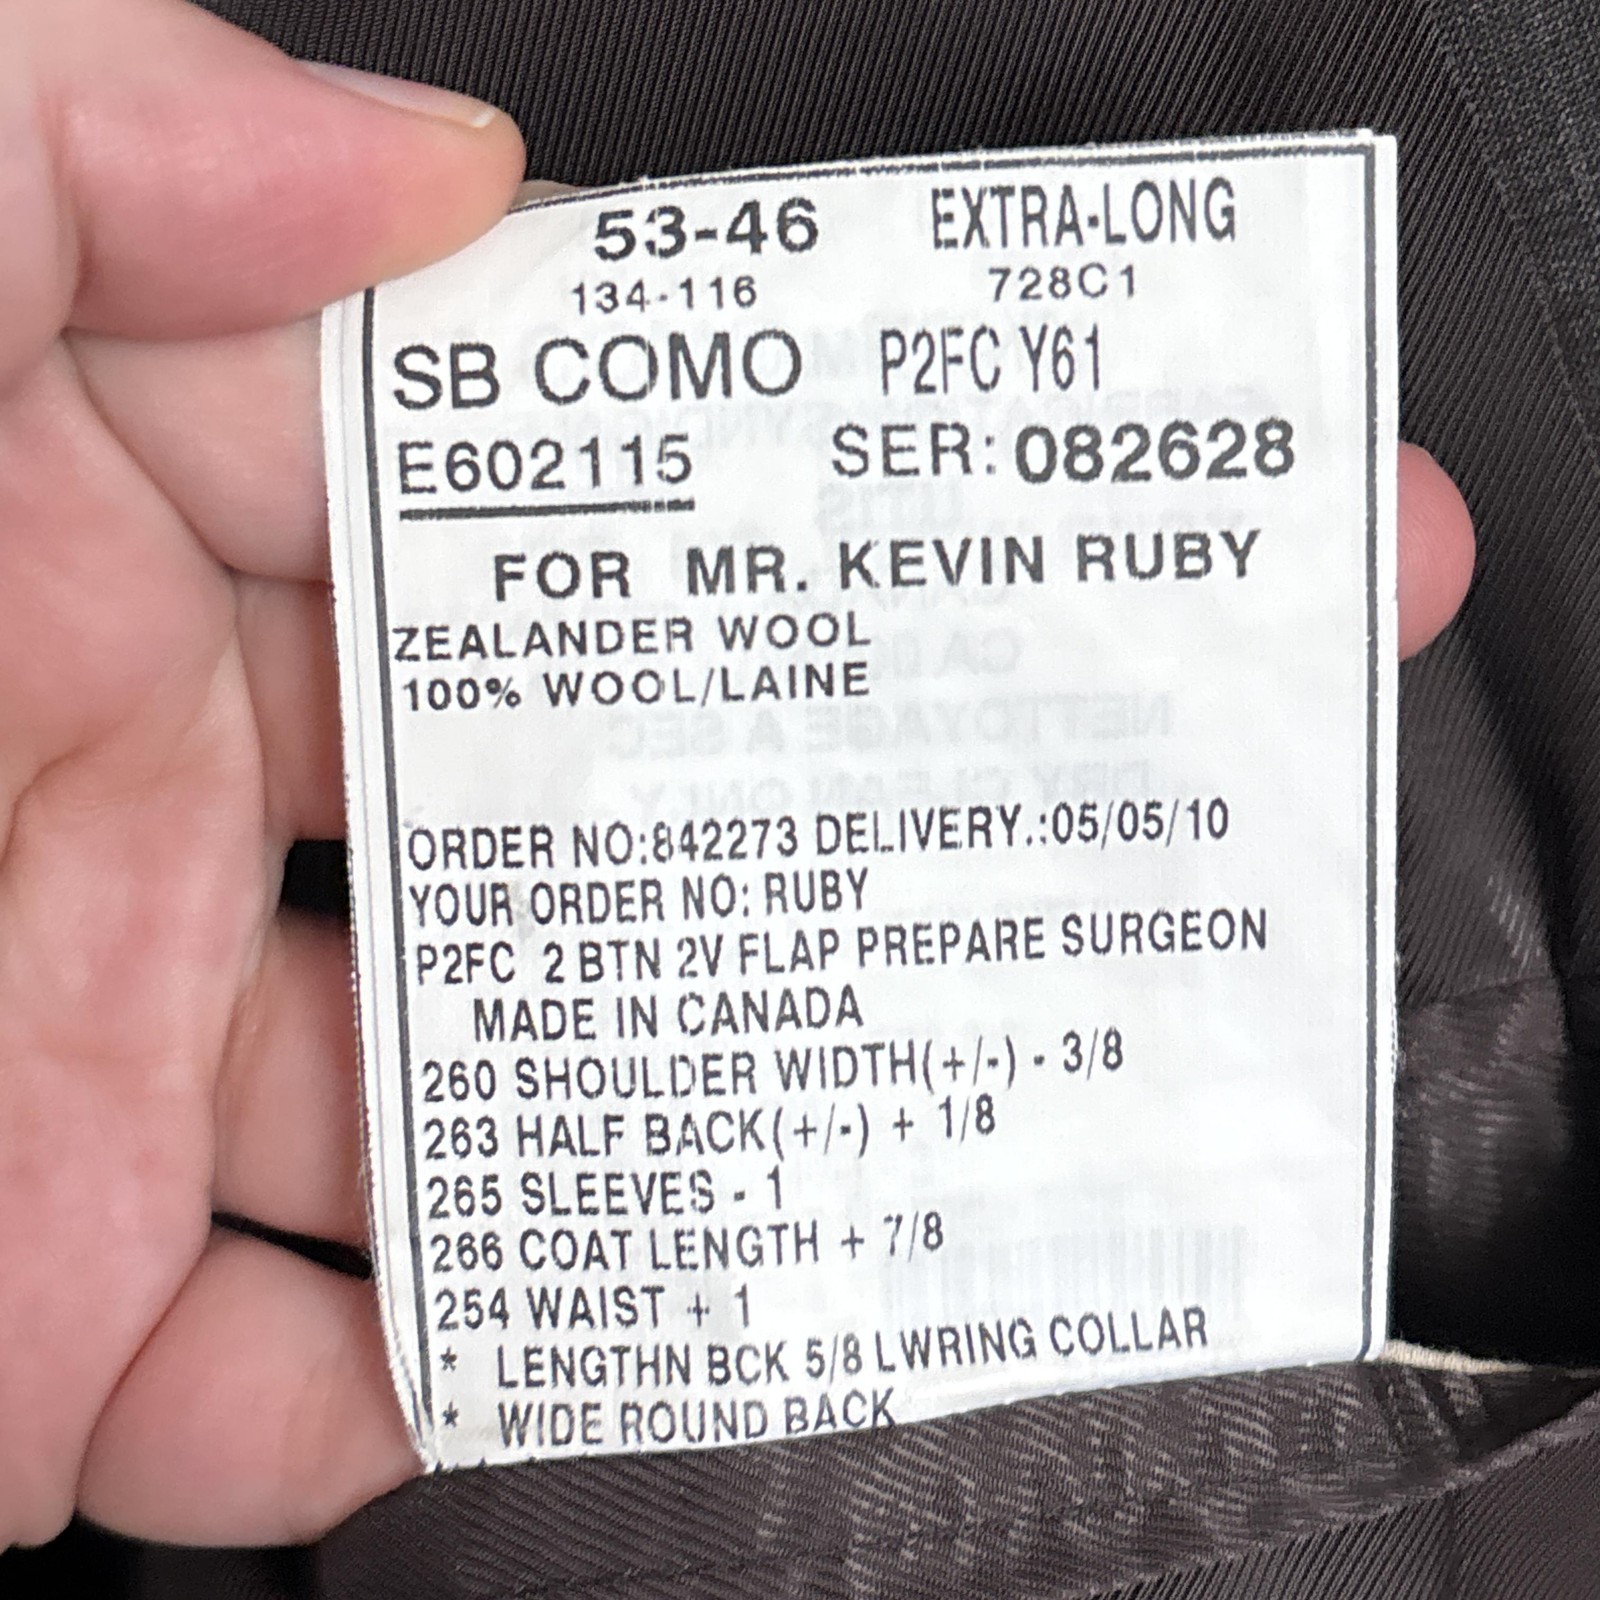 53-46 EXTRA-LONG
134-116 728C1
SB COMO P2FC Y61
E602115 SER: 082628
FOR MR. KEVIN RUBY
ZEALANDER WOOL
100% WOOL/LAINE
ORDER NO:842273 DELIVERY.:05/05/10
YOUR ORDER NO: RUBY
P2FC 2 BTN 2V FLAP PREPARE SURGEON
MADE IN CANADA
260 SHOULDER WIDTH(+/-) - 3/8
263 HALF BACK(+/-) + 1/8
265 SLEEVES - 1
266 COAT LENGTH + 7/8
254 WAIST + 1
* LENGTHN BCK 5/8 LWRING COLLAR
* WIDE ROUND BACK